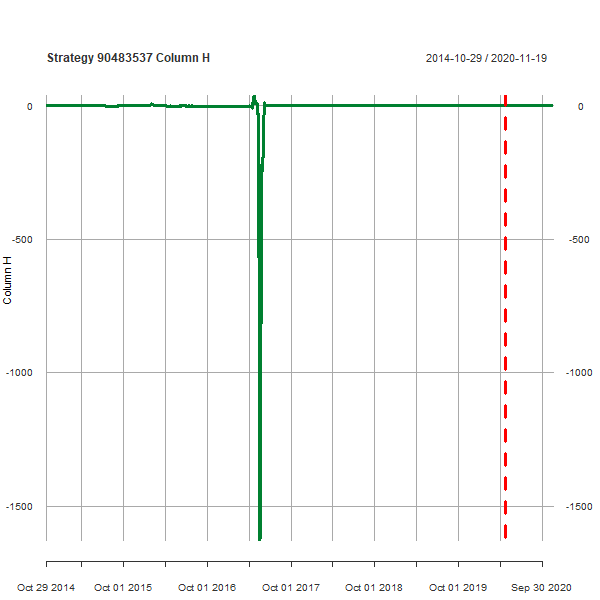 Strategy 90483537 Column H 2014-10-29 / 2020-11-19
0 0
-500 -500
Column H
-1000 -1000
-1500 -1500
Oct 29 2014 Oct 01 2015 Oct 01 2016 Oct 01 2017 Oct 01 2018 Oct 01 2019 Sep 30 2020